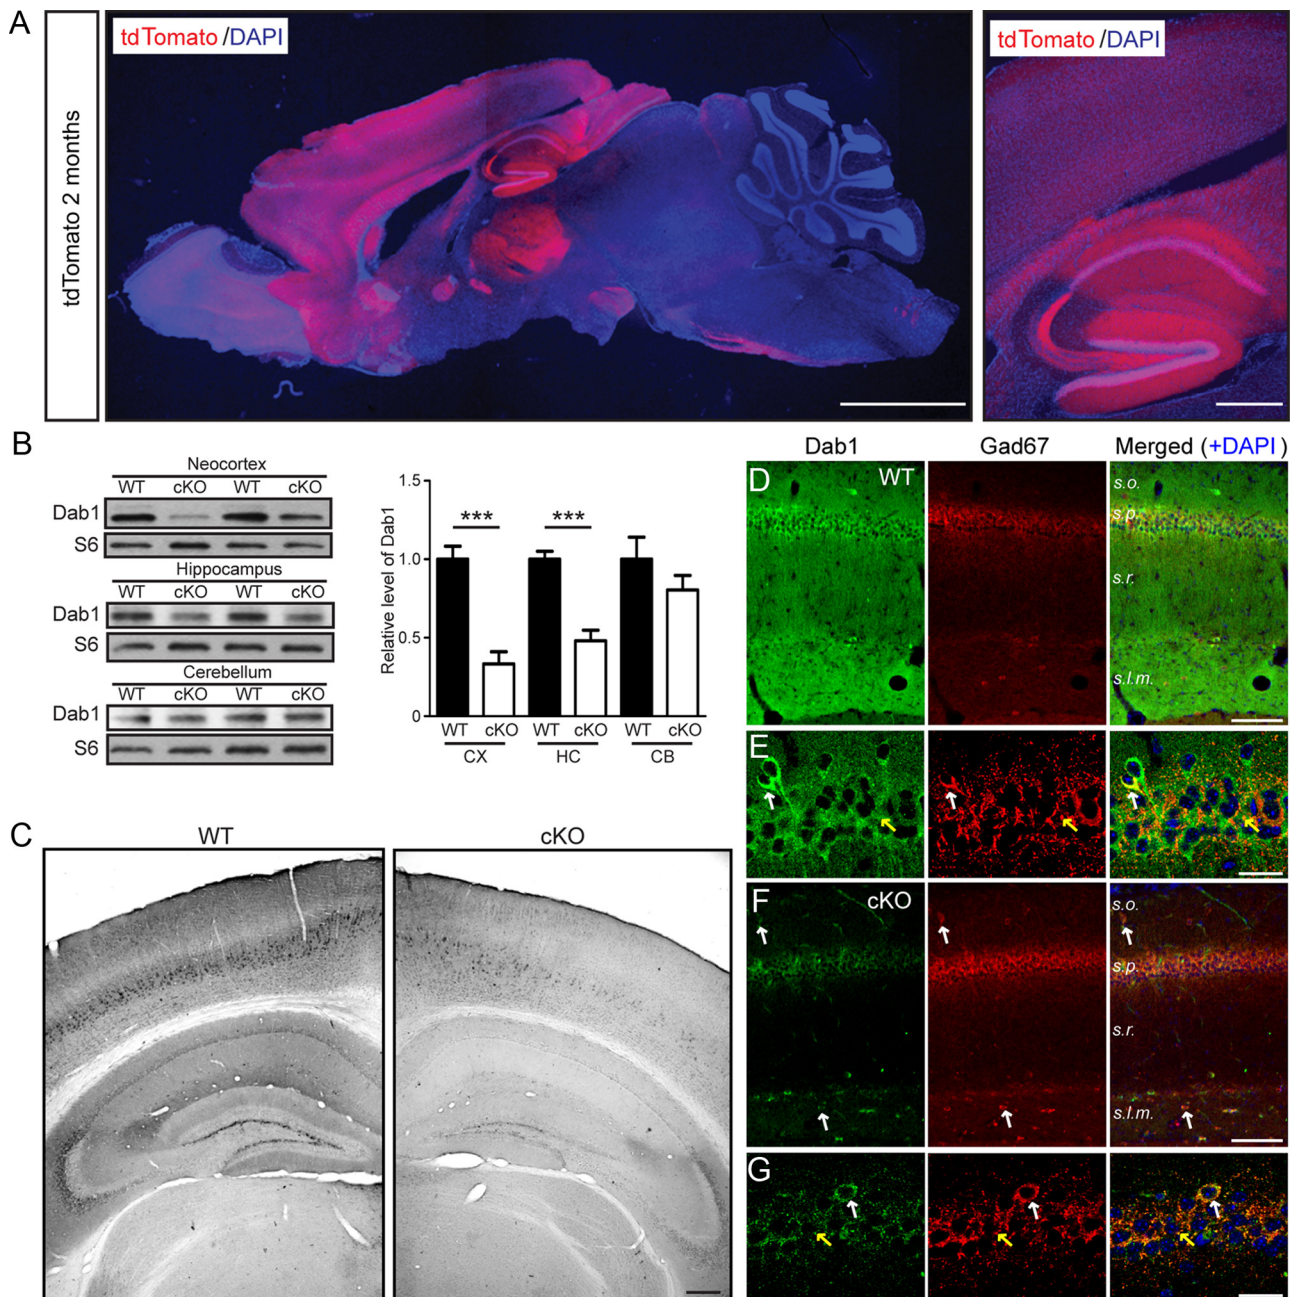 A
tdTomato 2 months
tdTomato/DAPI
tdTomato/DAPI
B
Neocortex
WT cKO WT cKO
Dab1
S6
Hippocampus
WT cKO WT cKO
Dab1
S6
Cerebellum
WT cKO WT cKO
Dab1
S6
Relative level of Dab1
1.5
1.0
0.5
0
*** ***
WT cKO WT cKO WT cKO
CX HC CB
C
WT cKO
Dab1 Gad67 Merged (+DAPI)
D WT
s.o.
s.p.
s.r.
s.l.m.
E
F cKO
s.o.
s.p.
s.r.
s.l.m.
G